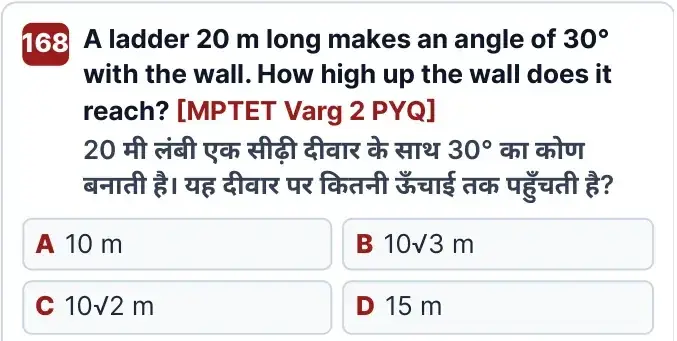 168 A ladder 20 m long makes an angle of 30°
with the wall. How high up the wall does it
reach? [MPTET Varg 2 PYQ]
20 मी लंबी एक सीढ़ी दीवार के साथ 30° का कोण
बनाती है। यह दीवार पर कितनी ऊँचाई तक पहुँचती है?
A 10 m
B 10√3 m
C 10√2 m
D 15 m